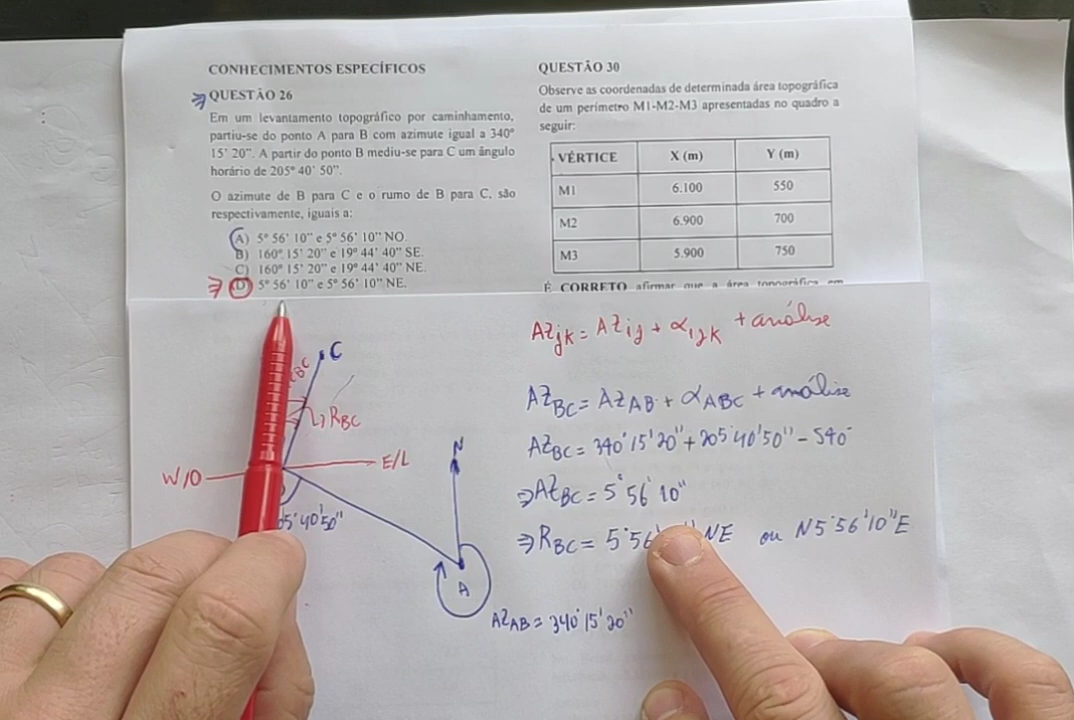 CONHECIMENTOS ESPECÍFICOS
QUESTÃO 26
Em um levantamento topográfico por caminhamento,
partiu-se do ponto A para B com azimute igual a 340°
15' 20". A partir do ponto B mediu-se para C um ângulo
horário de 205° 40' 50".
O azimute de B para C e o rumo de B para C, são
respectivamente, iguais a:
A) 5° 56' 10" e 5° 56' 10" NO.
B) 160° 15' 20" e 19° 44' 40" SE.
C) 160° 15' 20" e 19° 44' 40" NE.
D) 5° 56' 10" e 5° 56' 10" NE.
QUESTÃO 30
Observe as coordenadas de determinada área topográfica
de um perímetro M1-M2-M3 apresentadas no quadro a
seguir:
VÉRTICE X (m) Y (m)
M1 6.100 550
M2 6.900 700
M3 5.900 750
É CORRETO afirmar que a área topográfica em
C
BC
RBC
W/O
E/L
05°40'50"
N
A
AZAB = 340°15'20"
AZjk = AZij + αijk + análise
AZBC = AZAB + αABC + análise
AZBC = 340°15'20" + 205°40'50" - 540°
⇒ AZBC = 5°56'10"
⇒ RBC = 5°56' NE ou N5°56'10"E